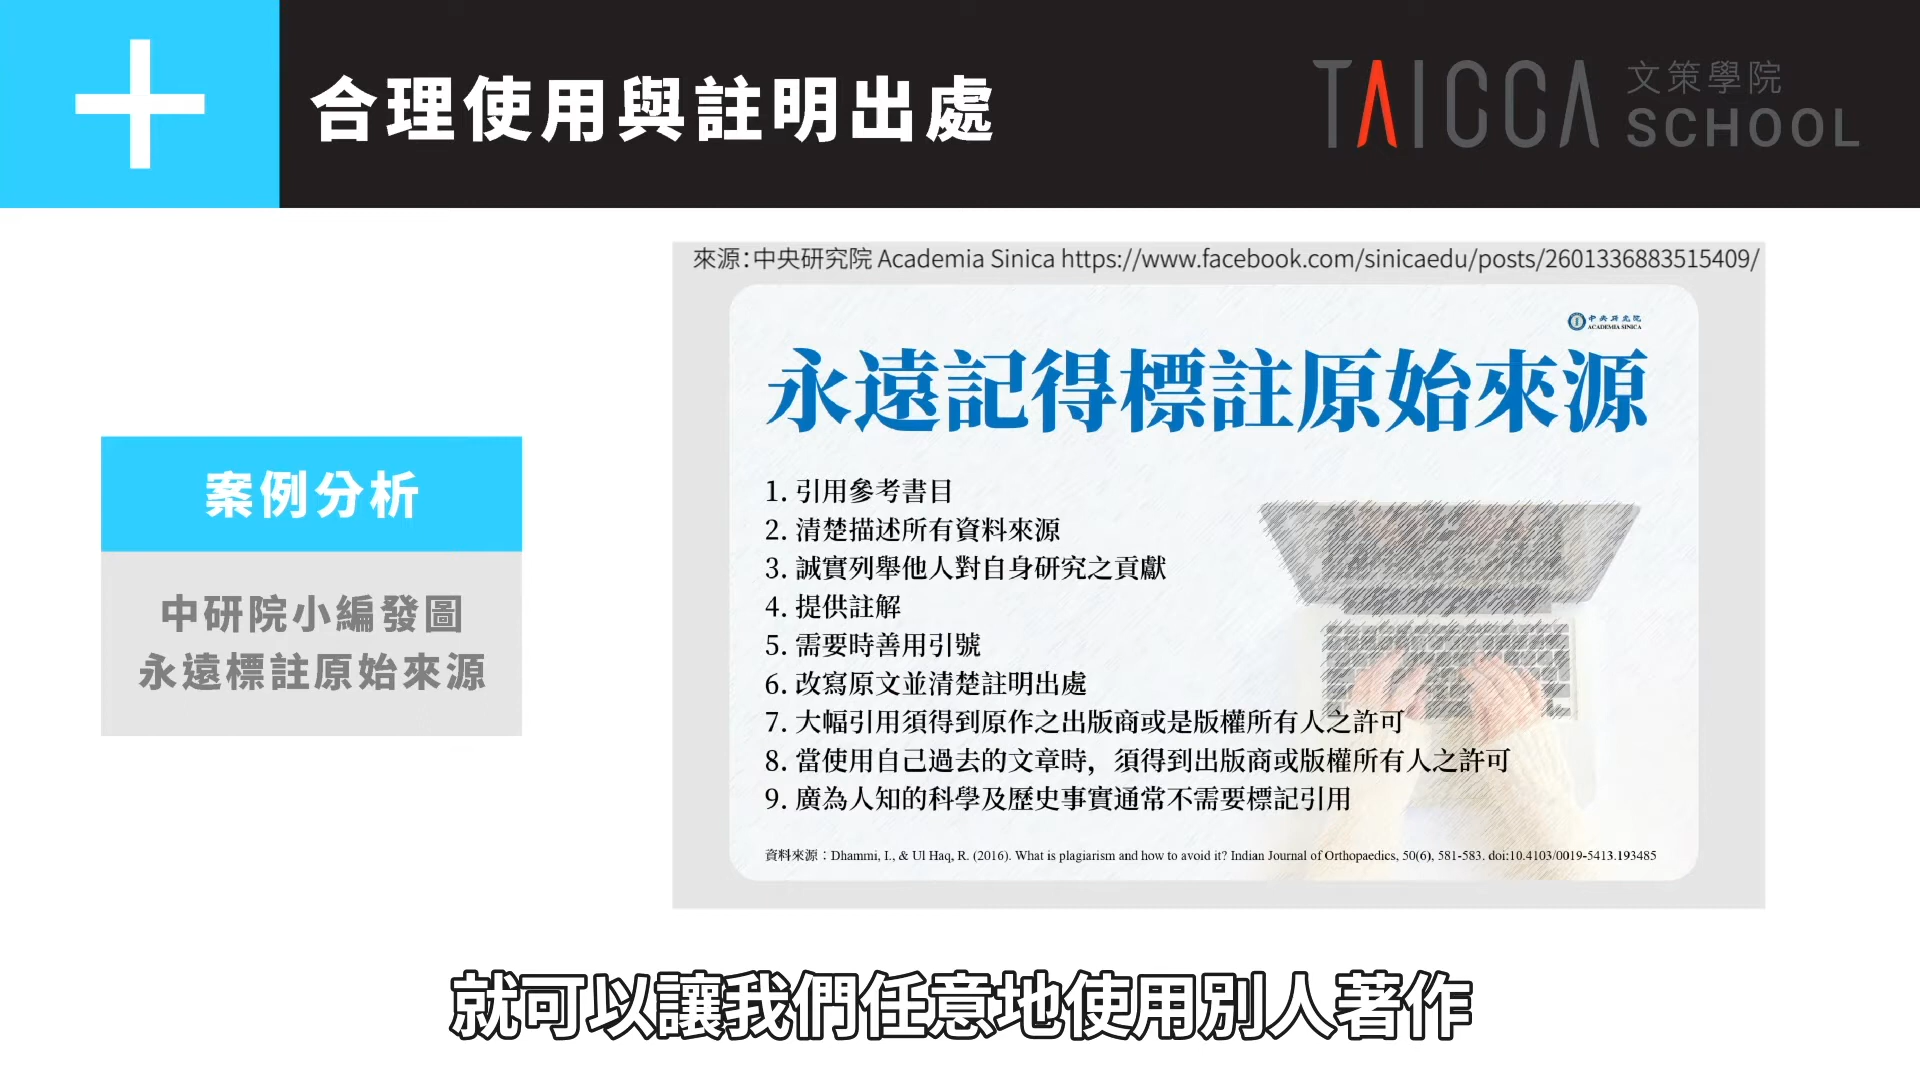 合理使用與註明出處
TAICCA 文策學院 SCHOOL
來源：中央研究院 Academia Sinica https://www.facebook.com/sinicaedu/posts/2601336883515409/
中央研究院
ACADEMIA SINICA
永遠記得標註原始來源
1. 引用參考書目
2. 清楚描述所有資料來源
3. 誠實列舉他人對自身研究之貢獻
4. 提供註解
5. 需要時善用引號
6. 改寫原文並清楚註明出處
7. 大幅引用須得到原作之出版商或是版權所有人之許可
8. 當使用自己過去的文章時，須得到出版商或版權所有人之許可
9. 廣為人知的科學及歷史事實通常不需要標記引用
資料來源：Dhammi, I., & Ul Haq, R. (2016). What is plagiarism and how to avoid it? Indian Journal of Orthopaedics, 50(6), 581-583. doi:10.4103/0019-5413.193485
案例分析
中研院小編發圖
永遠標註原始來源
就可以讓我們任意地使用別人著作